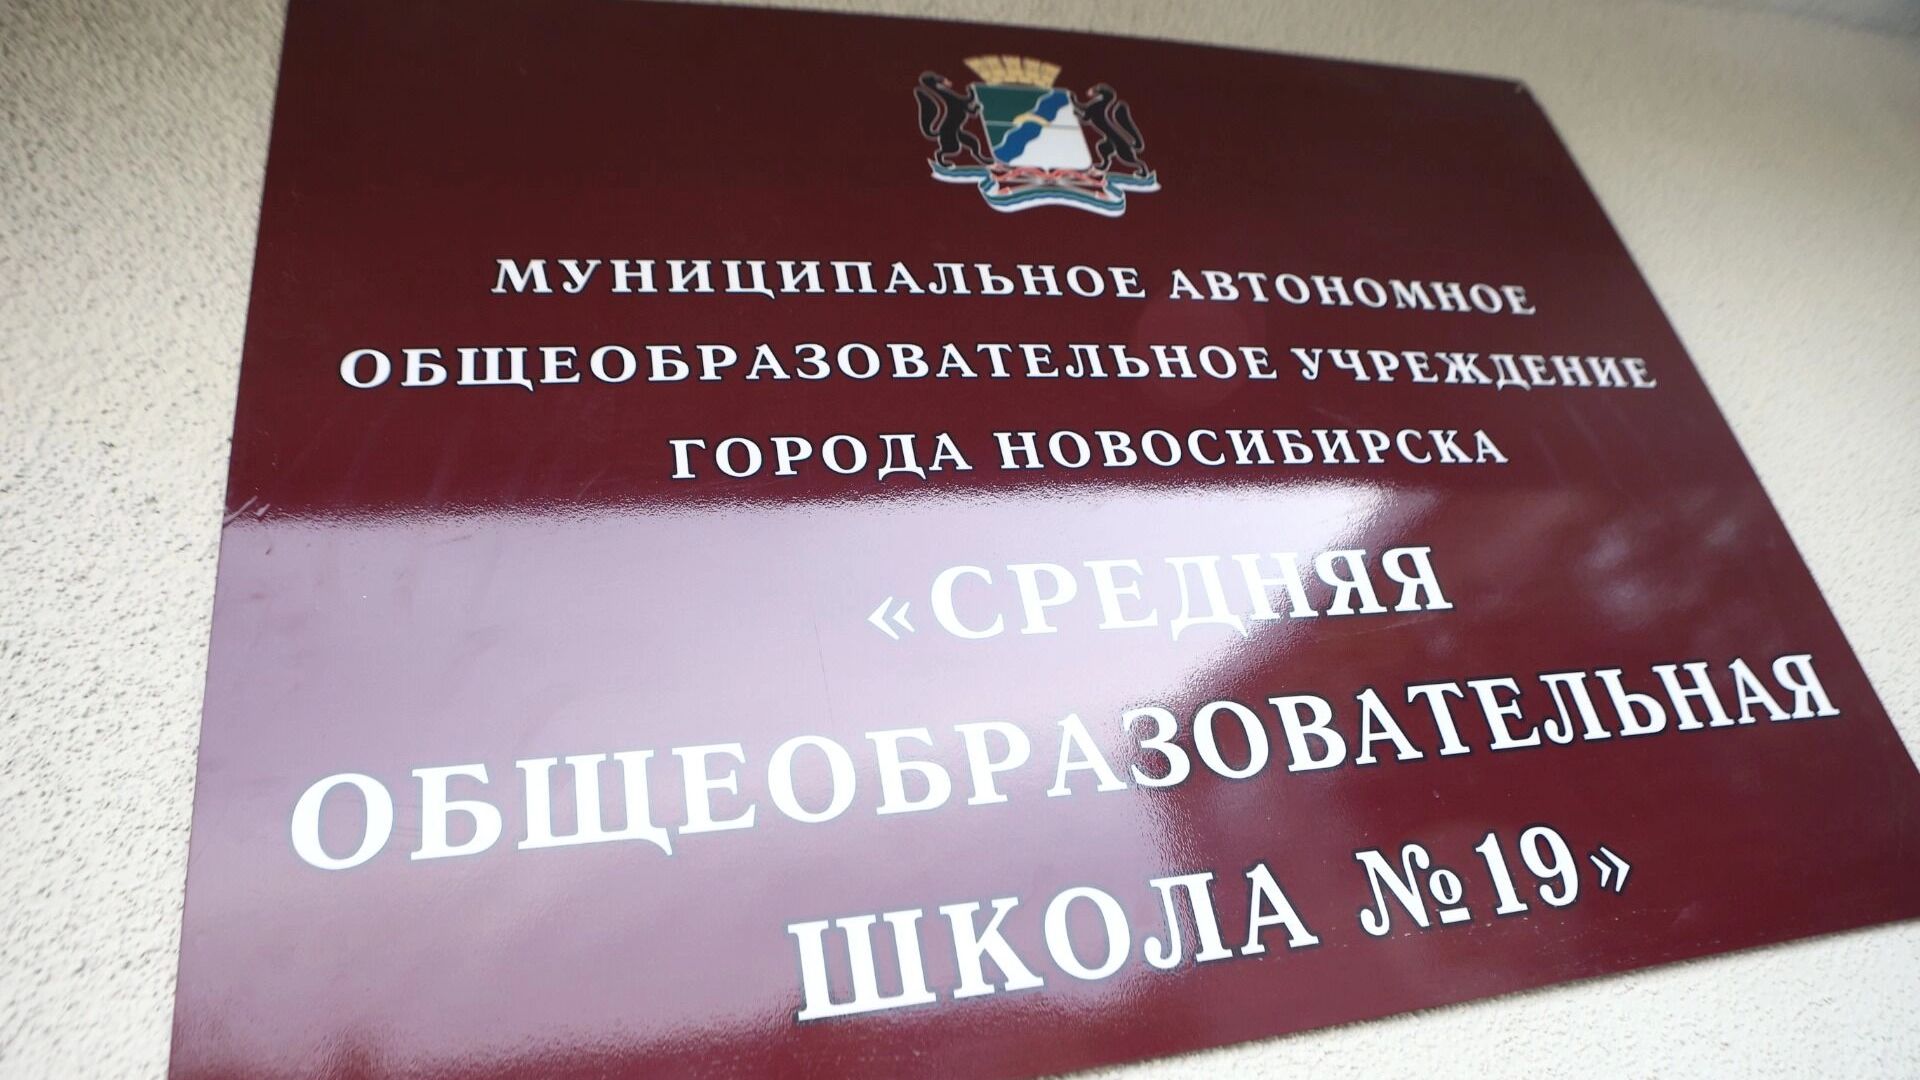 МУНИЦИПАЛЬНОЕ АВТОНОМНОЕ
ОБЩЕОБРАЗОВАТЕЛЬНОЕ УЧРЕЖДЕНИЕ
ГОРОДА НОВОСИБИРСКА
«СРЕДНЯЯ
ОБЩЕОБРАЗОВАТЕЛЬНАЯ
ШКОЛА №19»